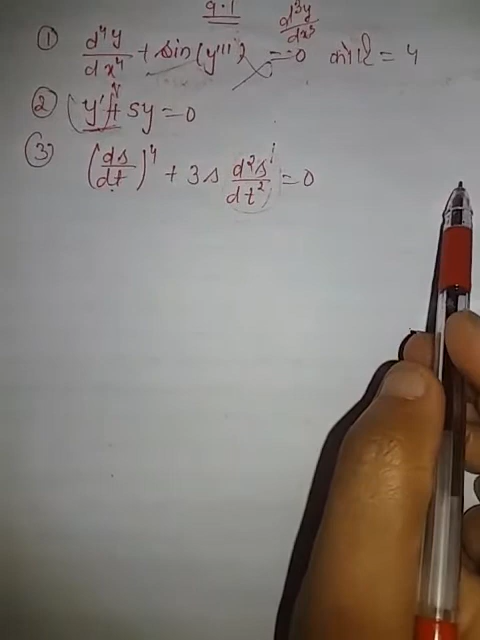 9.1
d³y/dx³
① d⁴y/dx⁴ + sin(y''') = 0 = 4
② (y')+ 5y = 0
③ (ds/dt)⁴ + 3s d²s/dt² = 0